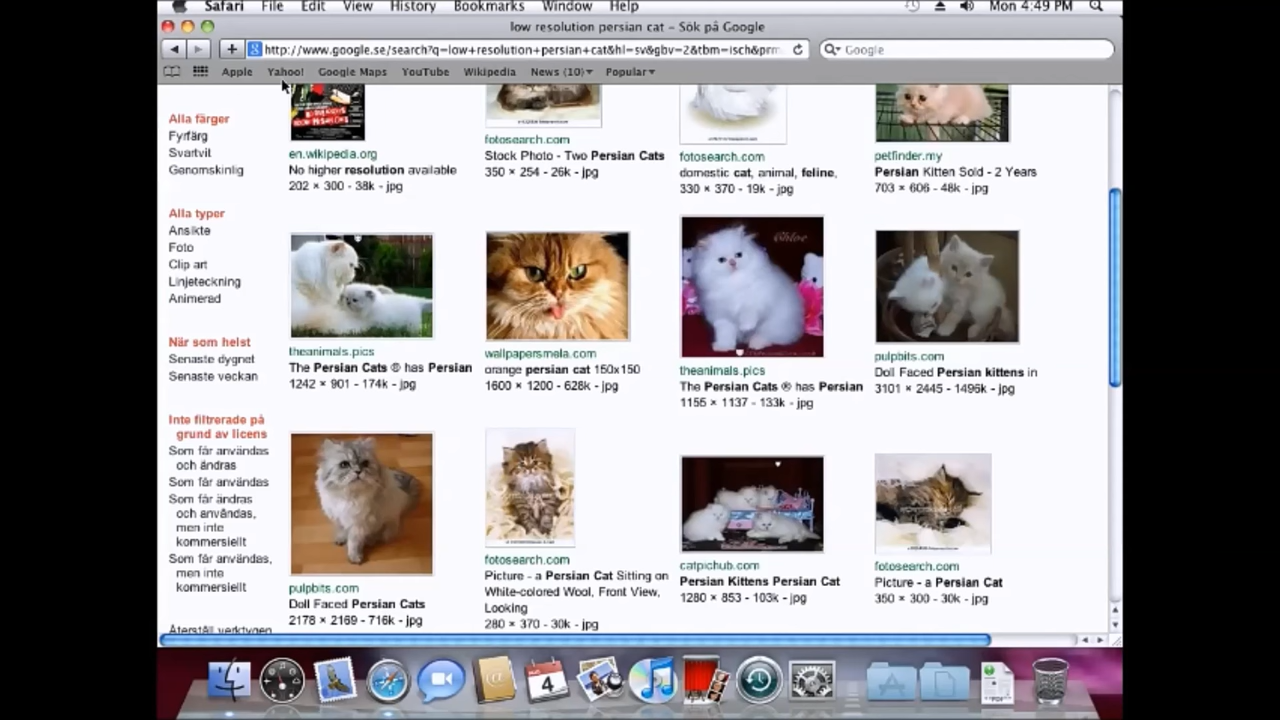 Safari File Edit View History Bookmarks Window Help Mon 4:49 PM
low resolution persian cat – Sök på Google
http://www.google.se/search?q=low+resolution+persian+cat&hl=sv&gbv=2&tbm=isch&prm
Google
Apple Yahoo! Google Maps YouTube Wikipedia News (10) Popular
Alla färger
Fyrfärg
Svartvit
Genomskinlig
Alla typer
Ansikte
Foto
Clip art
Linjeteckning
Animerad
När som helst
Senaste dygnet
Senaste veckan
Inte filtrerade på
grund av licens
Som får användas
och ändras
Som får användas
Som får ändras
och användas,
men inte
kommersiellt
Som får användas,
men inte
kommersiellt
Återställ verktygen
en.wikipedia.org
No higher resolution available
202 × 300 - 38k - jpg
fotosearch.com
Stock Photo - Two Persian Cats
350 × 254 - 26k - jpg
fotosearch.com
domestic cat, animal, feline,
330 × 370 - 19k - jpg
petfinder.my
Persian Kitten Sold - 2 Years
703 × 606 - 48k - jpg
theanimals.pics
The Persian Cats ® has Persian
1242 × 901 - 174k - jpg
wallpapersmela.com
orange persian cat 150x150
1600 × 1200 - 628k - jpg
Chloe
theanimals.pics
The Persian Cats ® has Persian
1155 × 1137 - 133k - jpg
pulpbits.com
Doll Faced Persian kittens in
3101 × 2445 - 1496k - jpg
pulpbits.com
Doll Faced Persian Cats
2178 × 2169 - 716k - jpg
fotosearch.com
Picture - a Persian Cat Sitting on
White-colored Wool, Front View,
Looking
280 × 370 - 30k - jpg
catpichub.com
Persian Kittens Persian Cat
1280 × 853 - 103k - jpg
fotosearch.com
Picture - a Persian Cat
350 × 300 - 30k - jpg
4